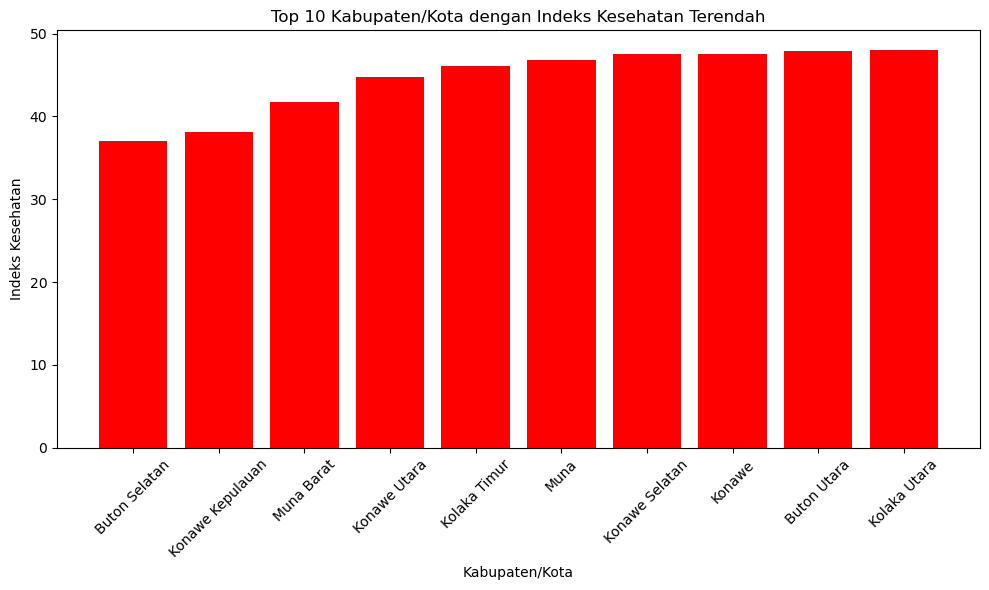 Top 10 Kabupaten/Kota dengan Indeks Kesehatan Terendah
Indeks Kesehatan
50
40
30
20
10
0
Buton Selatan
Konawe Kepulauan
Muna Barat
Konawe Utara
Kolaka Timur
Muna
Konawe Selatan
Konawe
Buton Utara
Kolaka Utara
Kabupaten/Kota